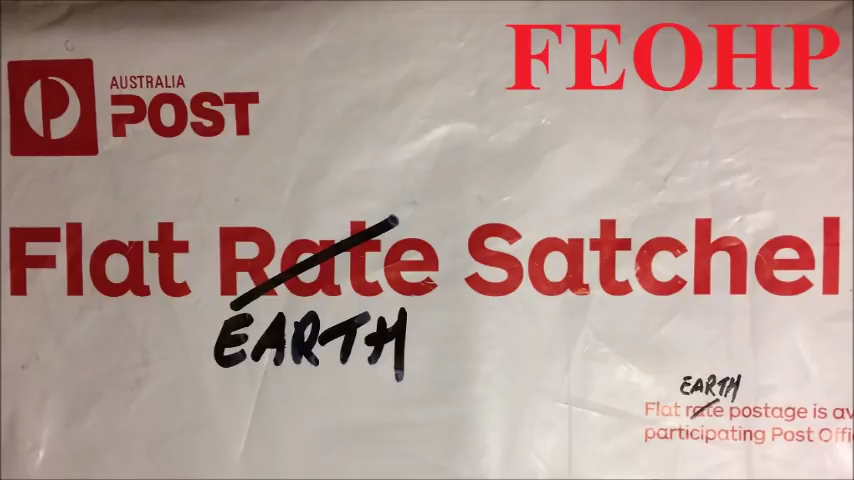 FEOHP
AUSTRALIA
POST
Flat Rate Satchel
EARTH
EARTH
Flat rate postage is av
participating Post Offi